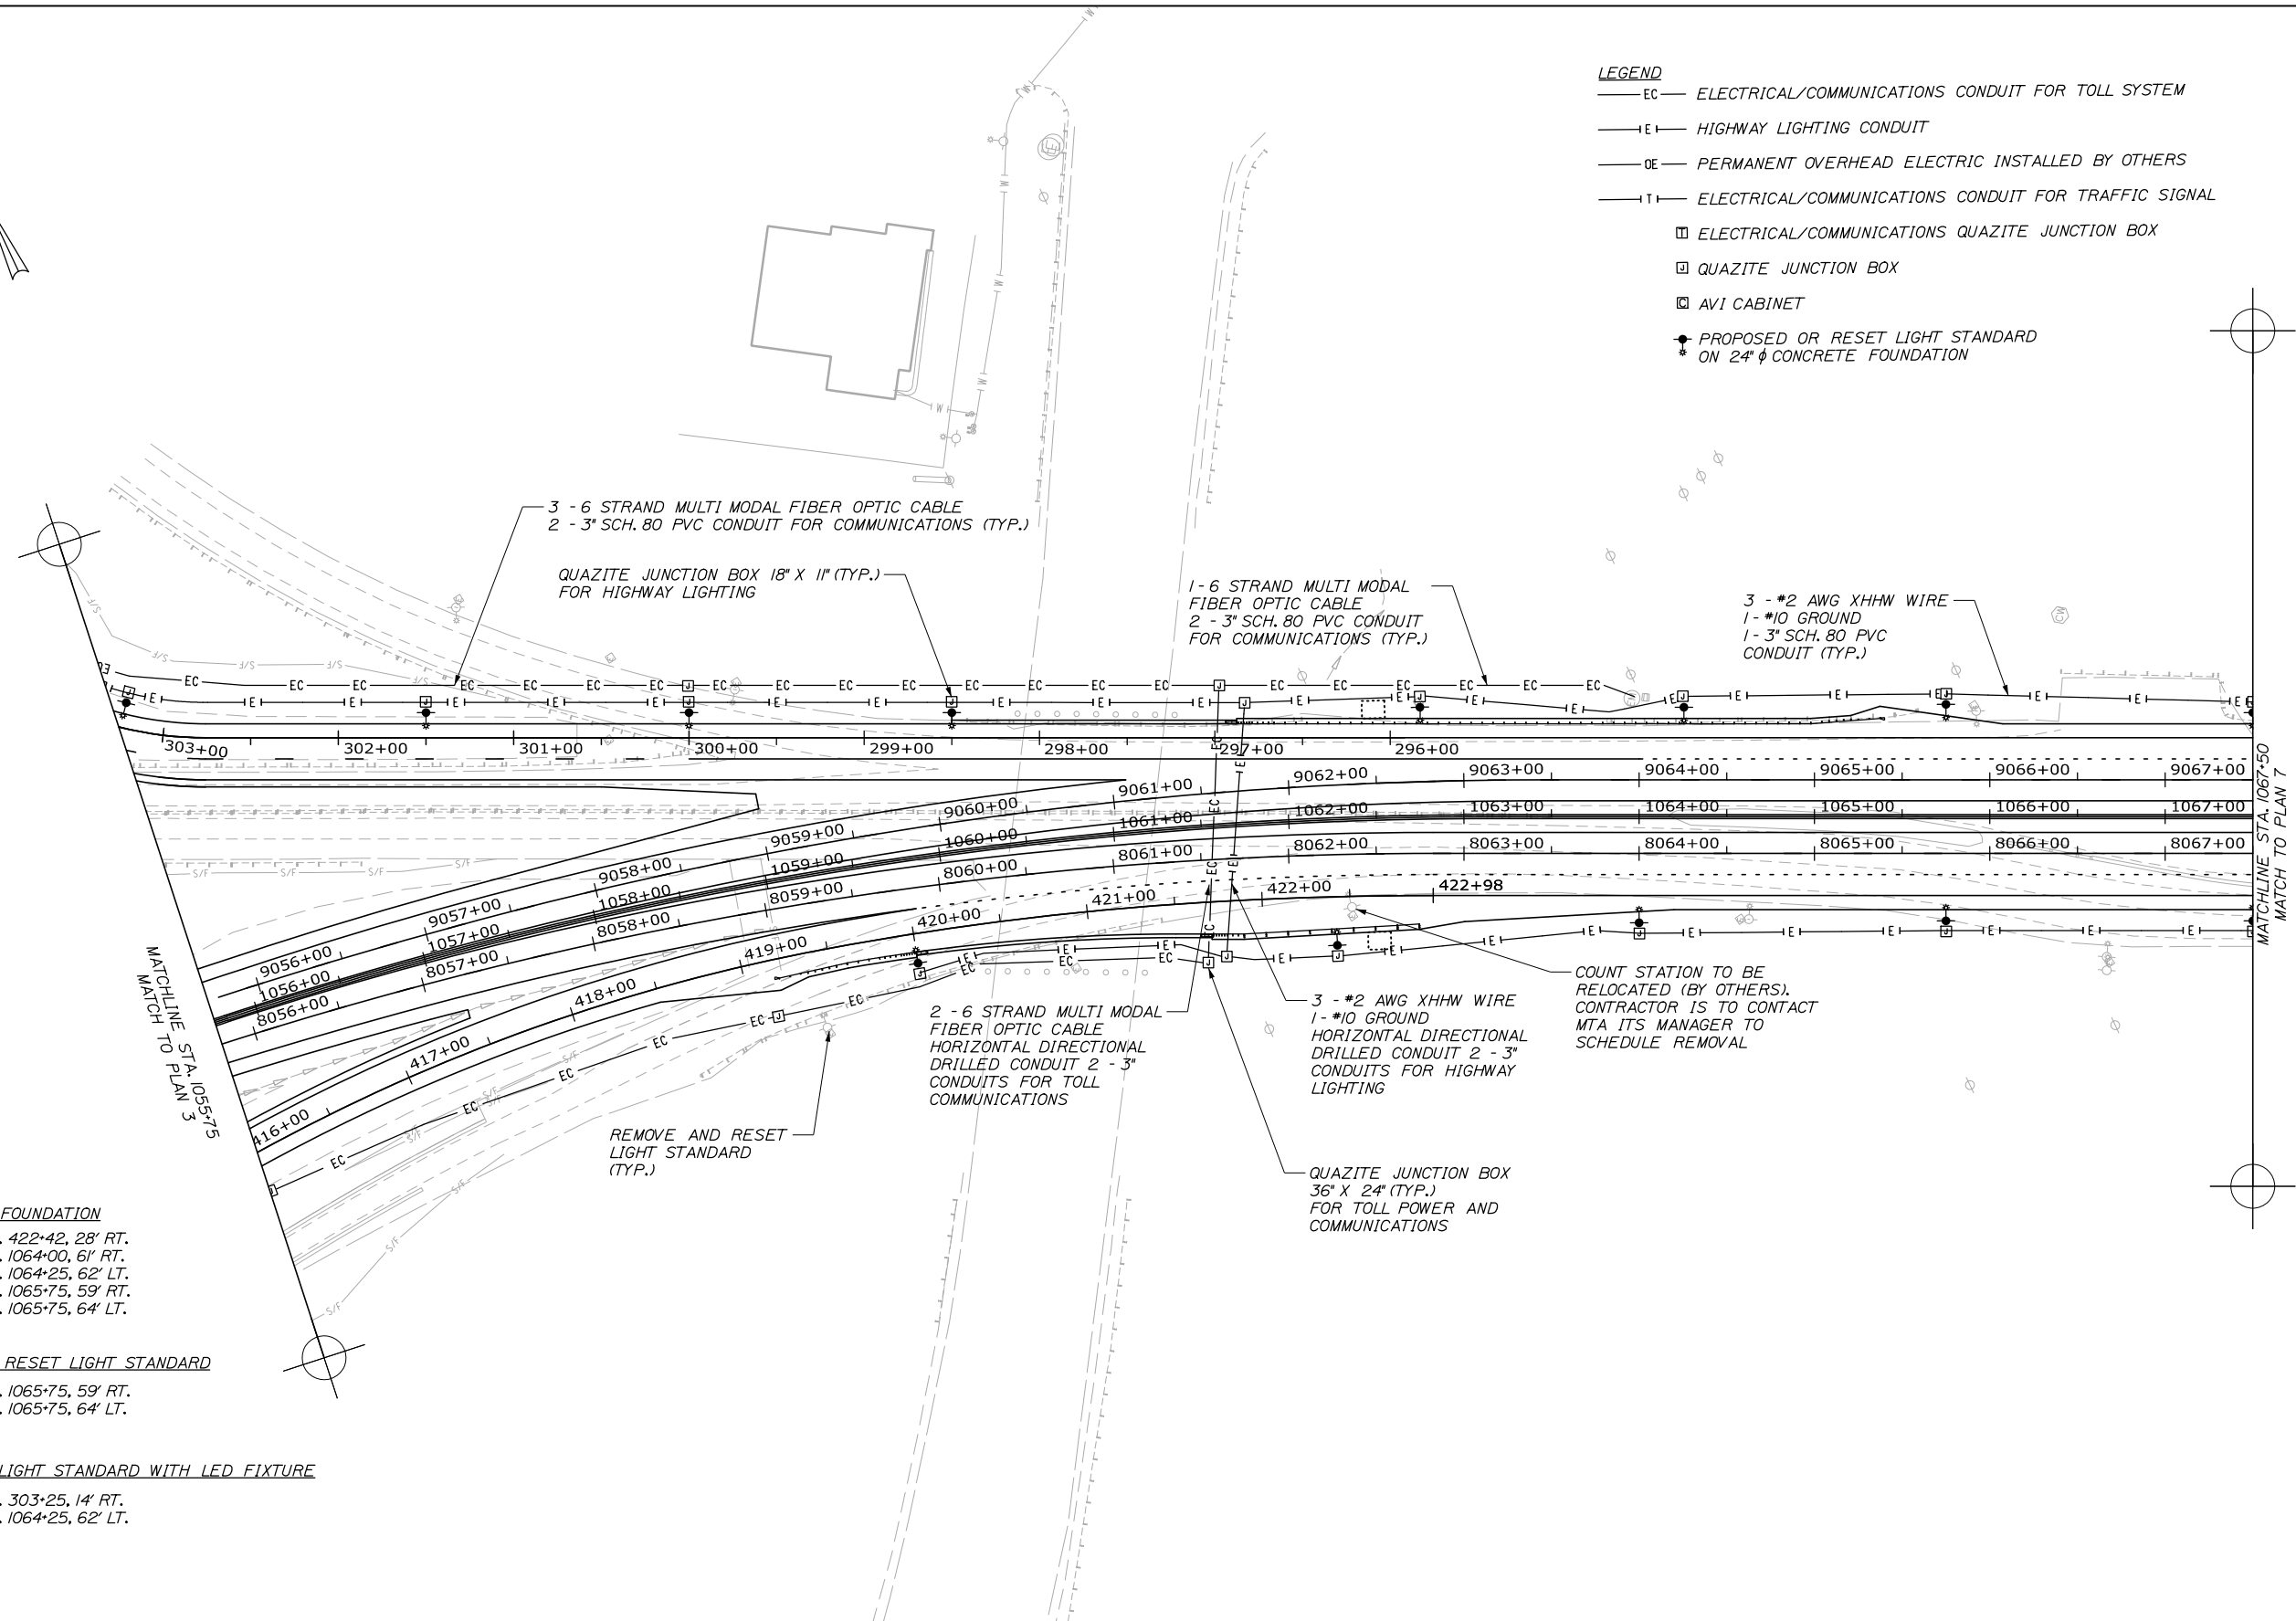 LEGEND
EC ELECTRICAL/COMMUNICATIONS CONDUIT FOR TOLL SYSTEM
E HIGHWAY LIGHTING CONDUIT
OE PERMANENT OVERHEAD ELECTRIC INSTALLED BY OTHERS
T ELECTRICAL/COMMUNICATIONS CONDUIT FOR TRAFFIC SIGNAL
T ELECTRICAL/COMMUNICATIONS QUAZITE JUNCTION BOX
J QUAZITE JUNCTION BOX
C AVI CABINET
PROPOSED OR RESET LIGHT STANDARD
ON 24" ϕ CONCRETE FOUNDATION
3 - 6 STRAND MULTI MODAL FIBER OPTIC CABLE
2 - 3" SCH. 80 PVC CONDUIT FOR COMMUNICATIONS (TYP.)
QUAZITE JUNCTION BOX 18" X 11" (TYP.)
FOR HIGHWAY LIGHTING
1 - 6 STRAND MULTI MODAL
FIBER OPTIC CABLE
2 - 3" SCH. 80 PVC CONDUIT
FOR COMMUNICATIONS (TYP.)
3 - #2 AWG XHHW WIRE
1 - #10 GROUND
1 - 3" SCH. 80 PVC
CONDUIT (TYP.)
303+00 302+00 301+00 300+00 299+00 298+00 297+00 296+00
9056+00 9057+00 9058+00 9059+00 9060+00 9061+00 9062+00 9063+00 9064+00 9065+00 9066+00 9067+00
1056+00 1057+00 1058+00 1059+00 1060+00 1061+00 1062+00 1063+00 1064+00 1065+00 1066+00 1067+00
8056+00 8057+00 8058+00 8059+00 8060+00 8061+00 8062+00 8063+00 8064+00 8065+00 8066+00 8067+00
416+00 417+00 418+00 419+00 420+00 421+00 422+00 422+98
MATCHLINE STA. 1067+50
MATCH TO PLAN 7
MATCHLINE STA. 1055+75
MATCH TO PLAN 3
2 - 6 STRAND MULTI MODAL
FIBER OPTIC CABLE
HORIZONTAL DIRECTIONAL
DRILLED CONDUIT 2 - 3"
CONDUITS FOR TOLL
COMMUNICATIONS
3 - #2 AWG XHHW WIRE
1 - #10 GROUND
HORIZONTAL DIRECTIONAL
DRILLED CONDUIT 2 - 3"
CONDUITS FOR HIGHWAY
LIGHTING
COUNT STATION TO BE
RELOCATED (BY OTHERS).
CONTRACTOR IS TO CONTACT
MTA ITS MANAGER TO
SCHEDULE REMOVAL
REMOVE AND RESET
LIGHT STANDARD
(TYP.)
QUAZITE JUNCTION BOX
36" X 24" (TYP.)
FOR TOLL POWER AND
COMMUNICATIONS
FOUNDATION
. 422+42, 28' RT.
. 1064+00, 61' RT.
. 1064+25, 62' LT.
. 1065+75, 59' RT.
. 1065+75, 64' LT.
RESET LIGHT STANDARD
. 1065+75, 59' RT.
. 1065+75, 64' LT.
LIGHT STANDARD WITH LED FIXTURE
. 303+25, 14' RT.
. 1064+25, 62' LT.